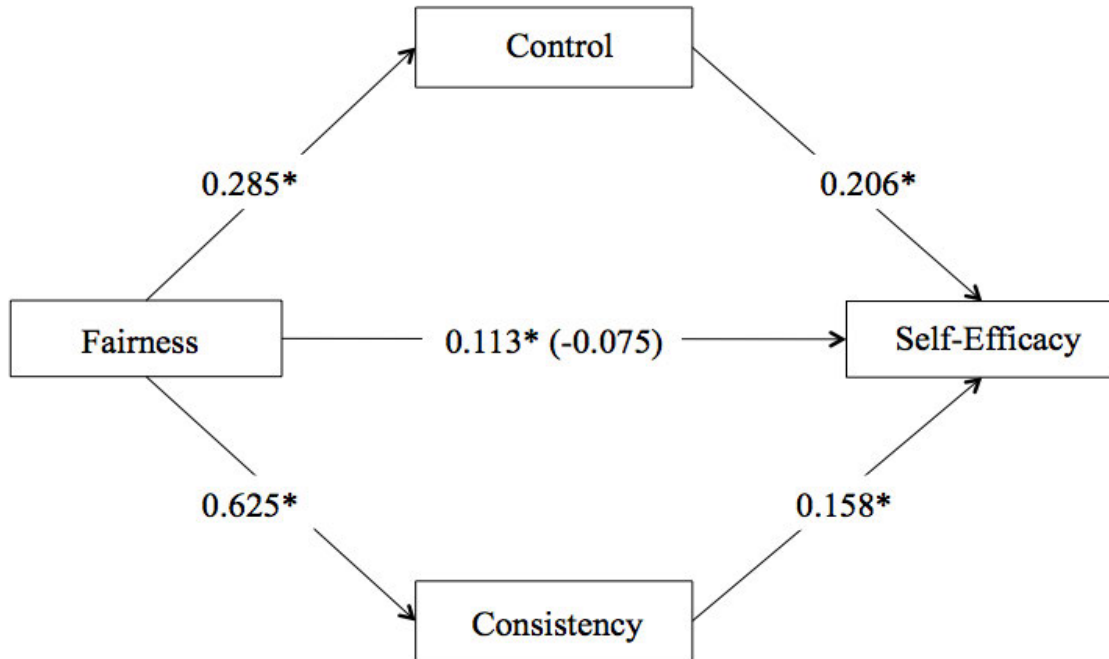 Control
0.285*
0.206*
Fairness
0.113* (-0.075)
Self-Efficacy
0.625*
0.158*
Consistency